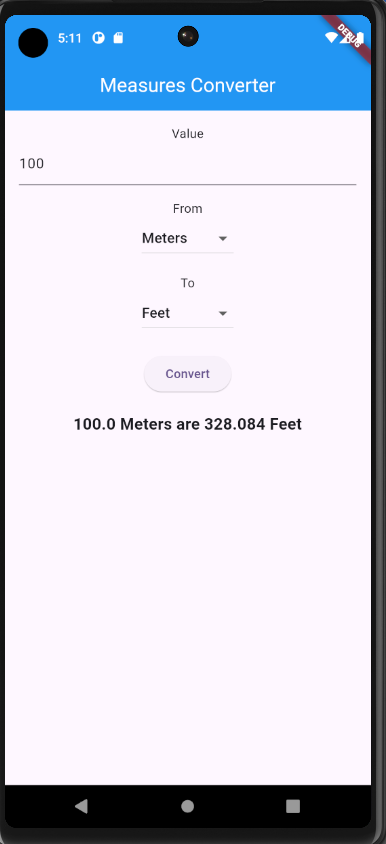 5:11
DEBUG
Measures Converter
Value
100
From
Meters
To
Feet
Convert
100.0 Meters are 328.084 Feet